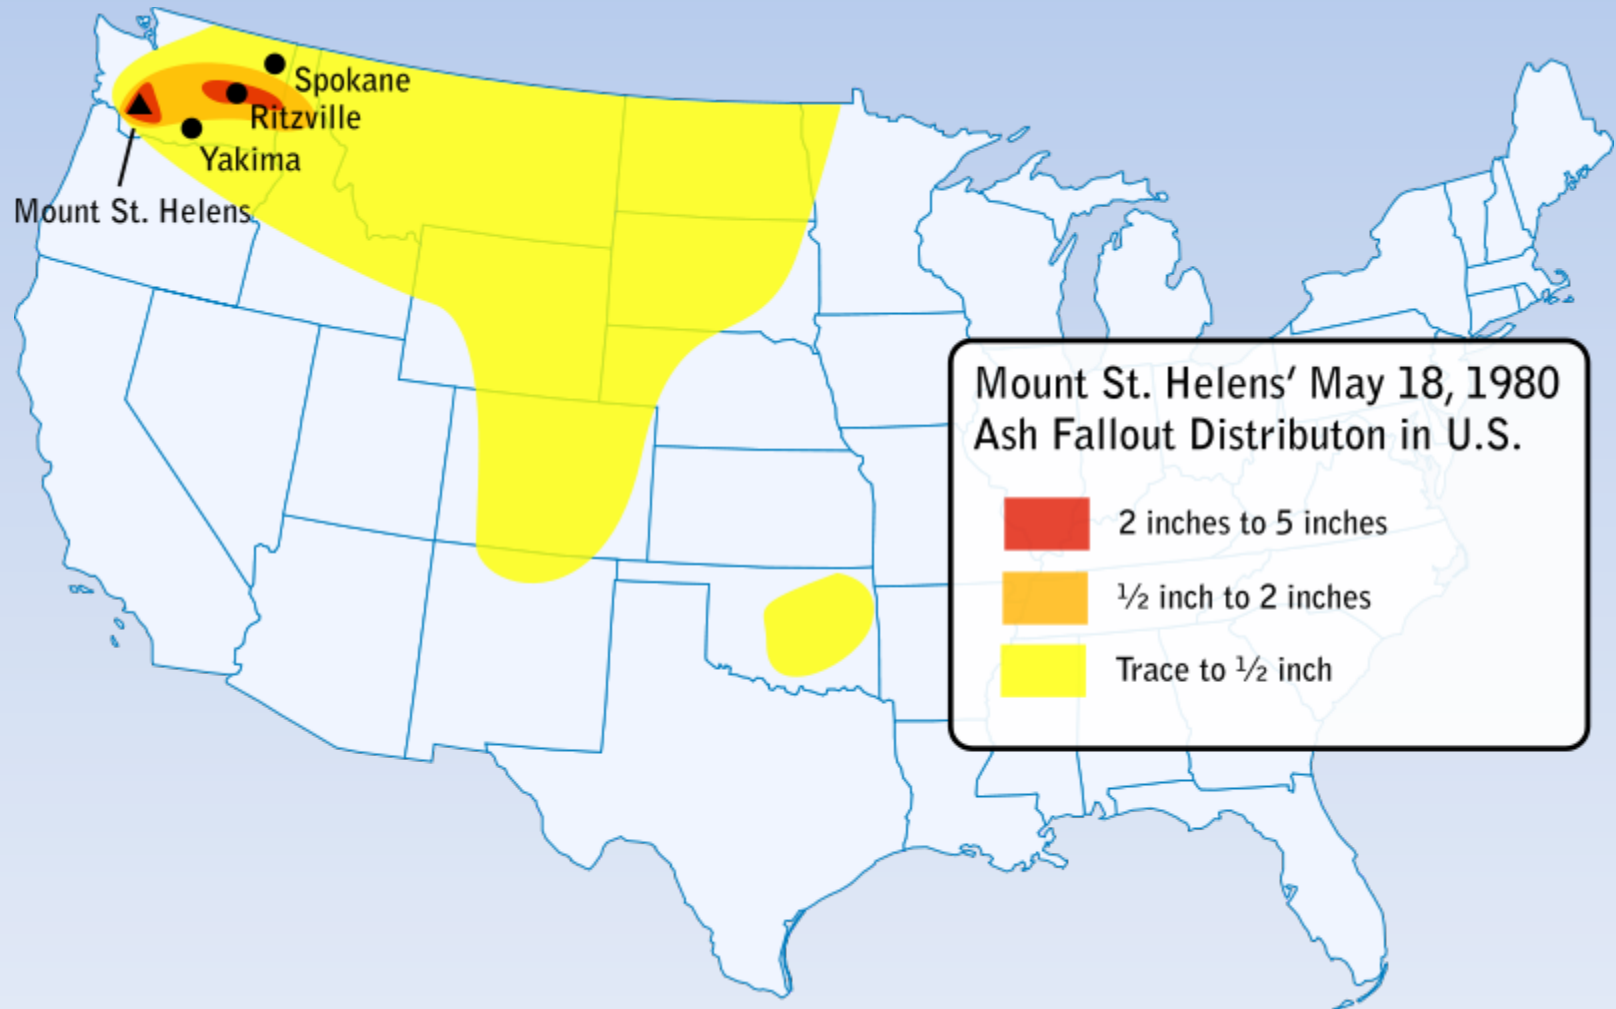 Spokane
Ritzville
Yakima
Mount St. Helens
Mount St. Helens’ May 18, 1980
Ash Fallout Distributon in U.S.
2 inches to 5 inches
½ inch to 2 inches
Trace to ½ inch